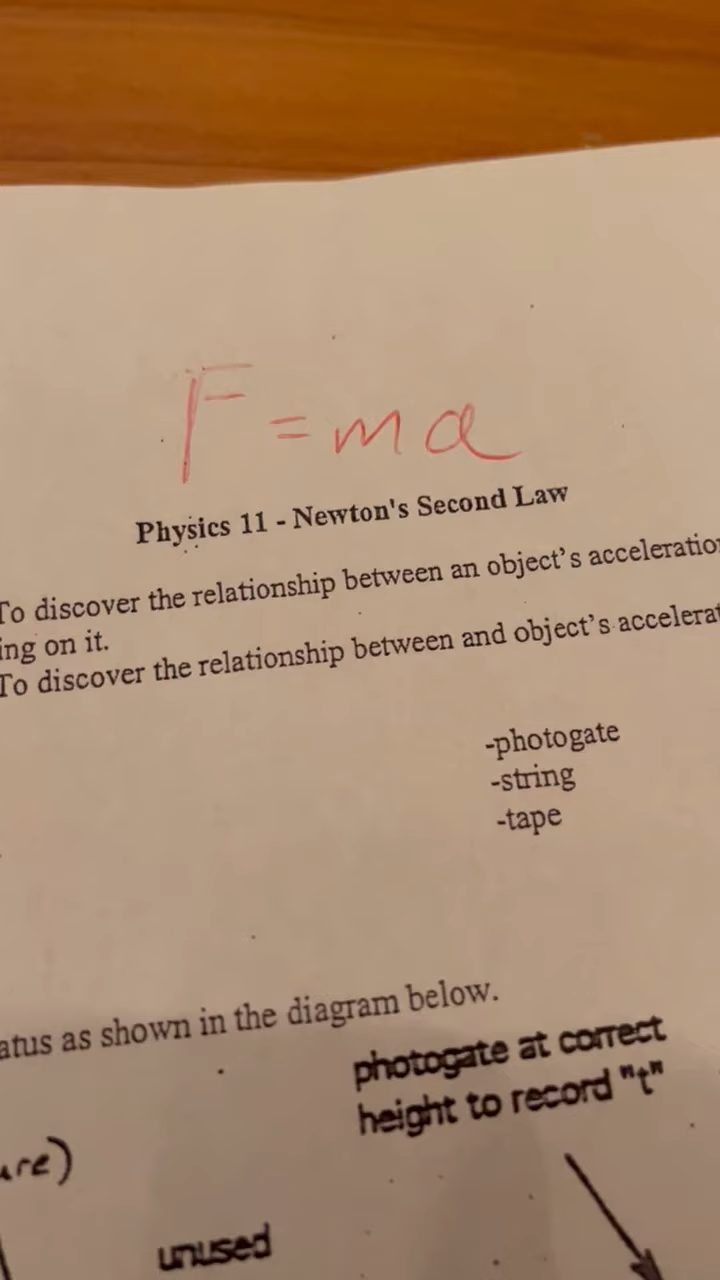 F = ma
Physics 11 - Newton's Second Law
To discover the relationship between an object's acceleratio
ing on it.
To discover the relationship between and object's accelerat
-photogate
-string
-tape
atus as shown in the diagram below.
photogate at correct
height to record "t"
ure)
unused